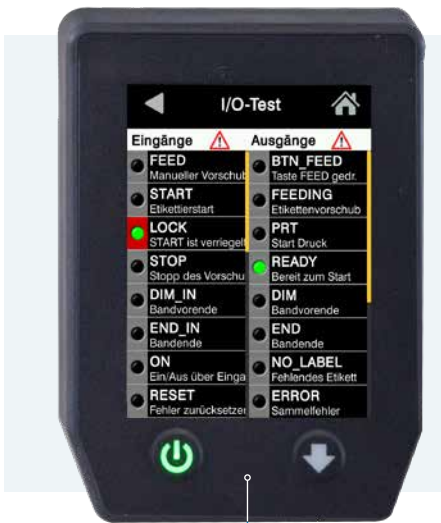 I/O-Test
Eingänge Ausgänge
FEED
Manueller Vorschub
START
Etikettierstart
LOCK
START ist verriegelt
STOP
Stopp des Vorschu
DIM_IN
Bandvorende
END_IN
Bandende
ON
Ein/Aus über Einga
RESET
Fehler zurücksetzen
BTN_FEED
Taste FEED gedr.
FEEDING
Etikettenvorschub
PRT
Start Druck
READY
Bereit zum Start
DIM
Bandvorende
END
Bandende
NO_LABEL
Fehlendes Etikett
ERROR
Sammelfehler